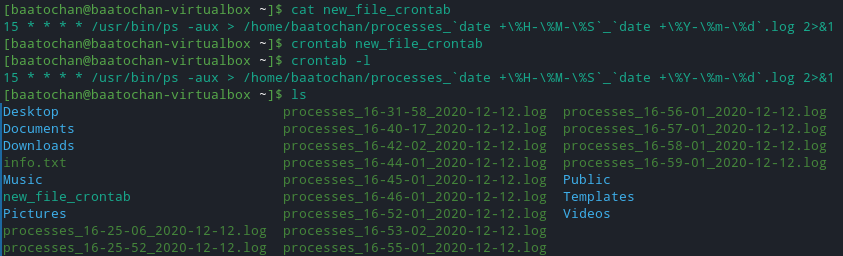 [baatochan@baatochan-virtualbox ~]$ cat new_file_crontab
15 * * * * /usr/bin/ps -aux > /home/baatochan/processes_`date +\%H-\%M-\%S`_`date +\%Y-\%m-\%d`.log 2>&1
[baatochan@baatochan-virtualbox ~]$ crontab new_file_crontab
[baatochan@baatochan-virtualbox ~]$ crontab -l
15 * * * * /usr/bin/ps -aux > /home/baatochan/processes_`date +\%H-\%M-\%S`_`date +\%Y-\%m-\%d`.log 2>&1
[baatochan@baatochan-virtualbox ~]$ ls
Desktop processes_16-31-58_2020-12-12.log processes_16-56-01_2020-12-12.log
Documents processes_16-40-17_2020-12-12.log processes_16-57-01_2020-12-12.log
Downloads processes_16-42-02_2020-12-12.log processes_16-58-01_2020-12-12.log
info.txt processes_16-44-01_2020-12-12.log processes_16-59-01_2020-12-12.log
Music processes_16-45-01_2020-12-12.log Public
new_file_crontab processes_16-46-01_2020-12-12.log Templates
Pictures processes_16-52-01_2020-12-12.log Videos
processes_16-25-06_2020-12-12.log processes_16-53-02_2020-12-12.log
processes_16-25-52_2020-12-12.log processes_16-55-01_2020-12-12.log